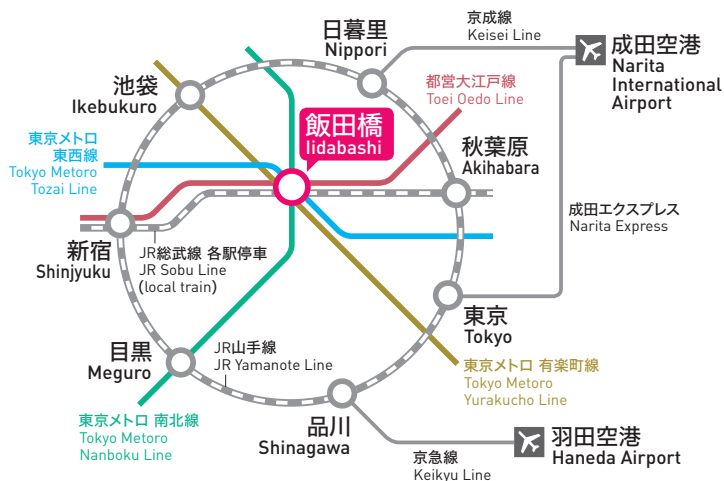 日暮里
Nippori
京成線
Keisei Line
成田空港
Narita
International
Airport
池袋
Ikebukuro
都営大江戸線
Toei Oedo Line
飯田橋
Iidabashi
東京メトロ
東西線
Tokyo Metoro
Tozai Line
秋葉原
Akihabara
成田エクスプレス
Narita Express
新宿
Shinjyuku
JR総武線 各駅停車
JR Sobu Line
(local train)
東京
Tokyo
目黒
Meguro
JR山手線
JR Yamanote Line
東京メトロ 有楽町線
Tokyo Metoro
Yurakucho Line
東京メトロ 南北線
Tokyo Metoro
Nanboku Line
品川
Shinagawa
京急線
Keikyu Line
羽田空港
Haneda Airport